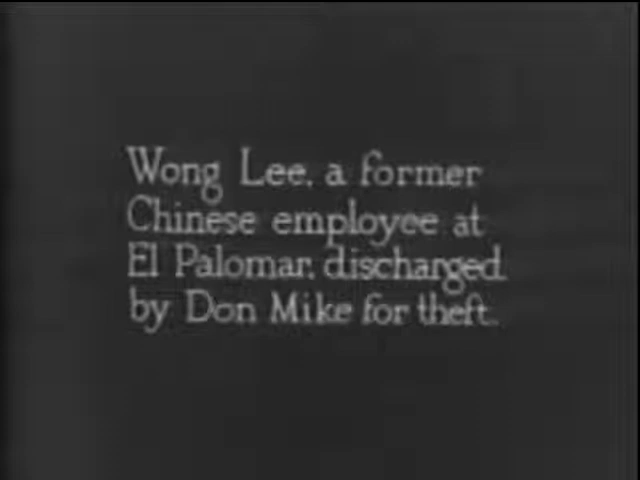 Wong Lee, a former
Chinese employee at
El Palomar, discharged
by Don Mike for theft.